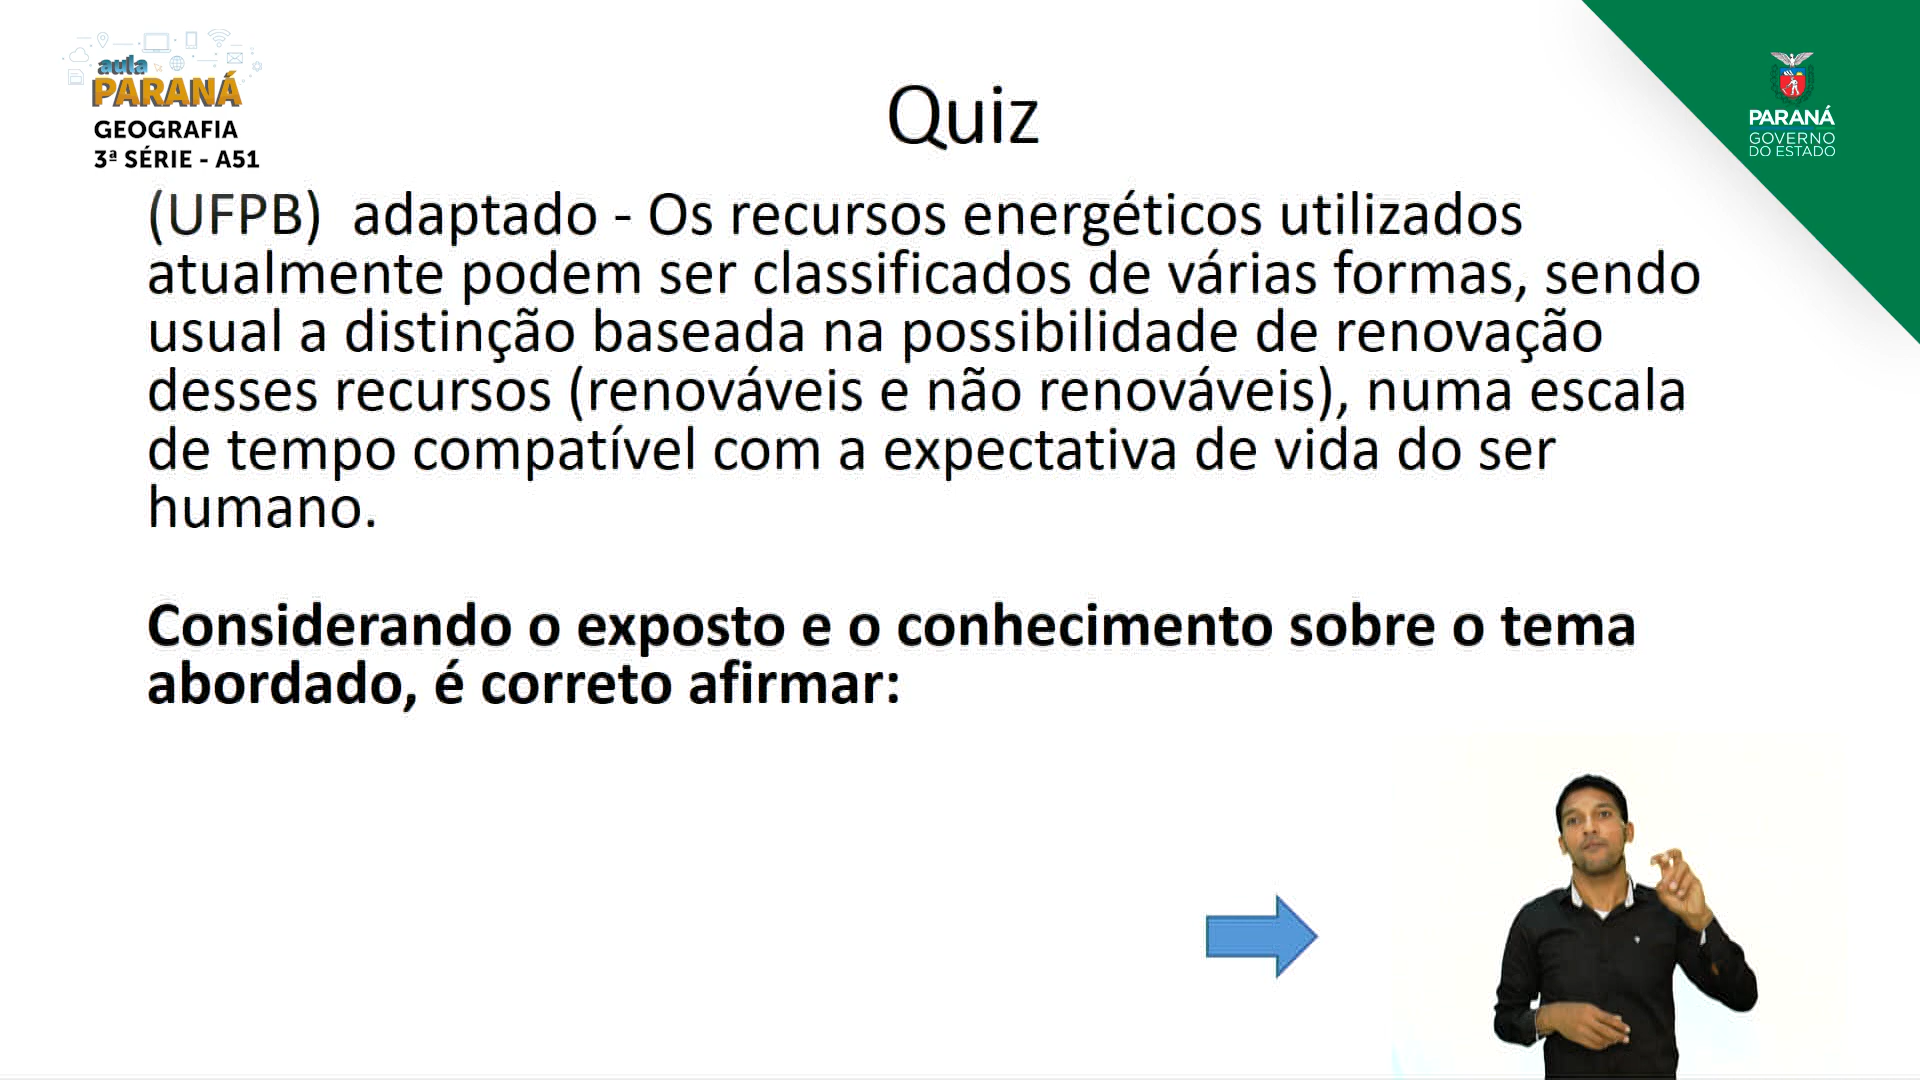 aula
PARANÁ
GEOGRAFIA
3ª SÉRIE - A51
Quiz
PARANÁ
GOVERNO
DO ESTADO
(UFPB)  adaptado - Os recursos energéticos utilizados
atualmente podem ser classificados de várias formas, sendo
usual a distinção baseada na possibilidade de renovação
desses recursos (renováveis e não renováveis), numa escala
de tempo compatível com a expectativa de vida do ser
humano.
Considerando o exposto e o conhecimento sobre o tema
abordado, é correto afirmar: